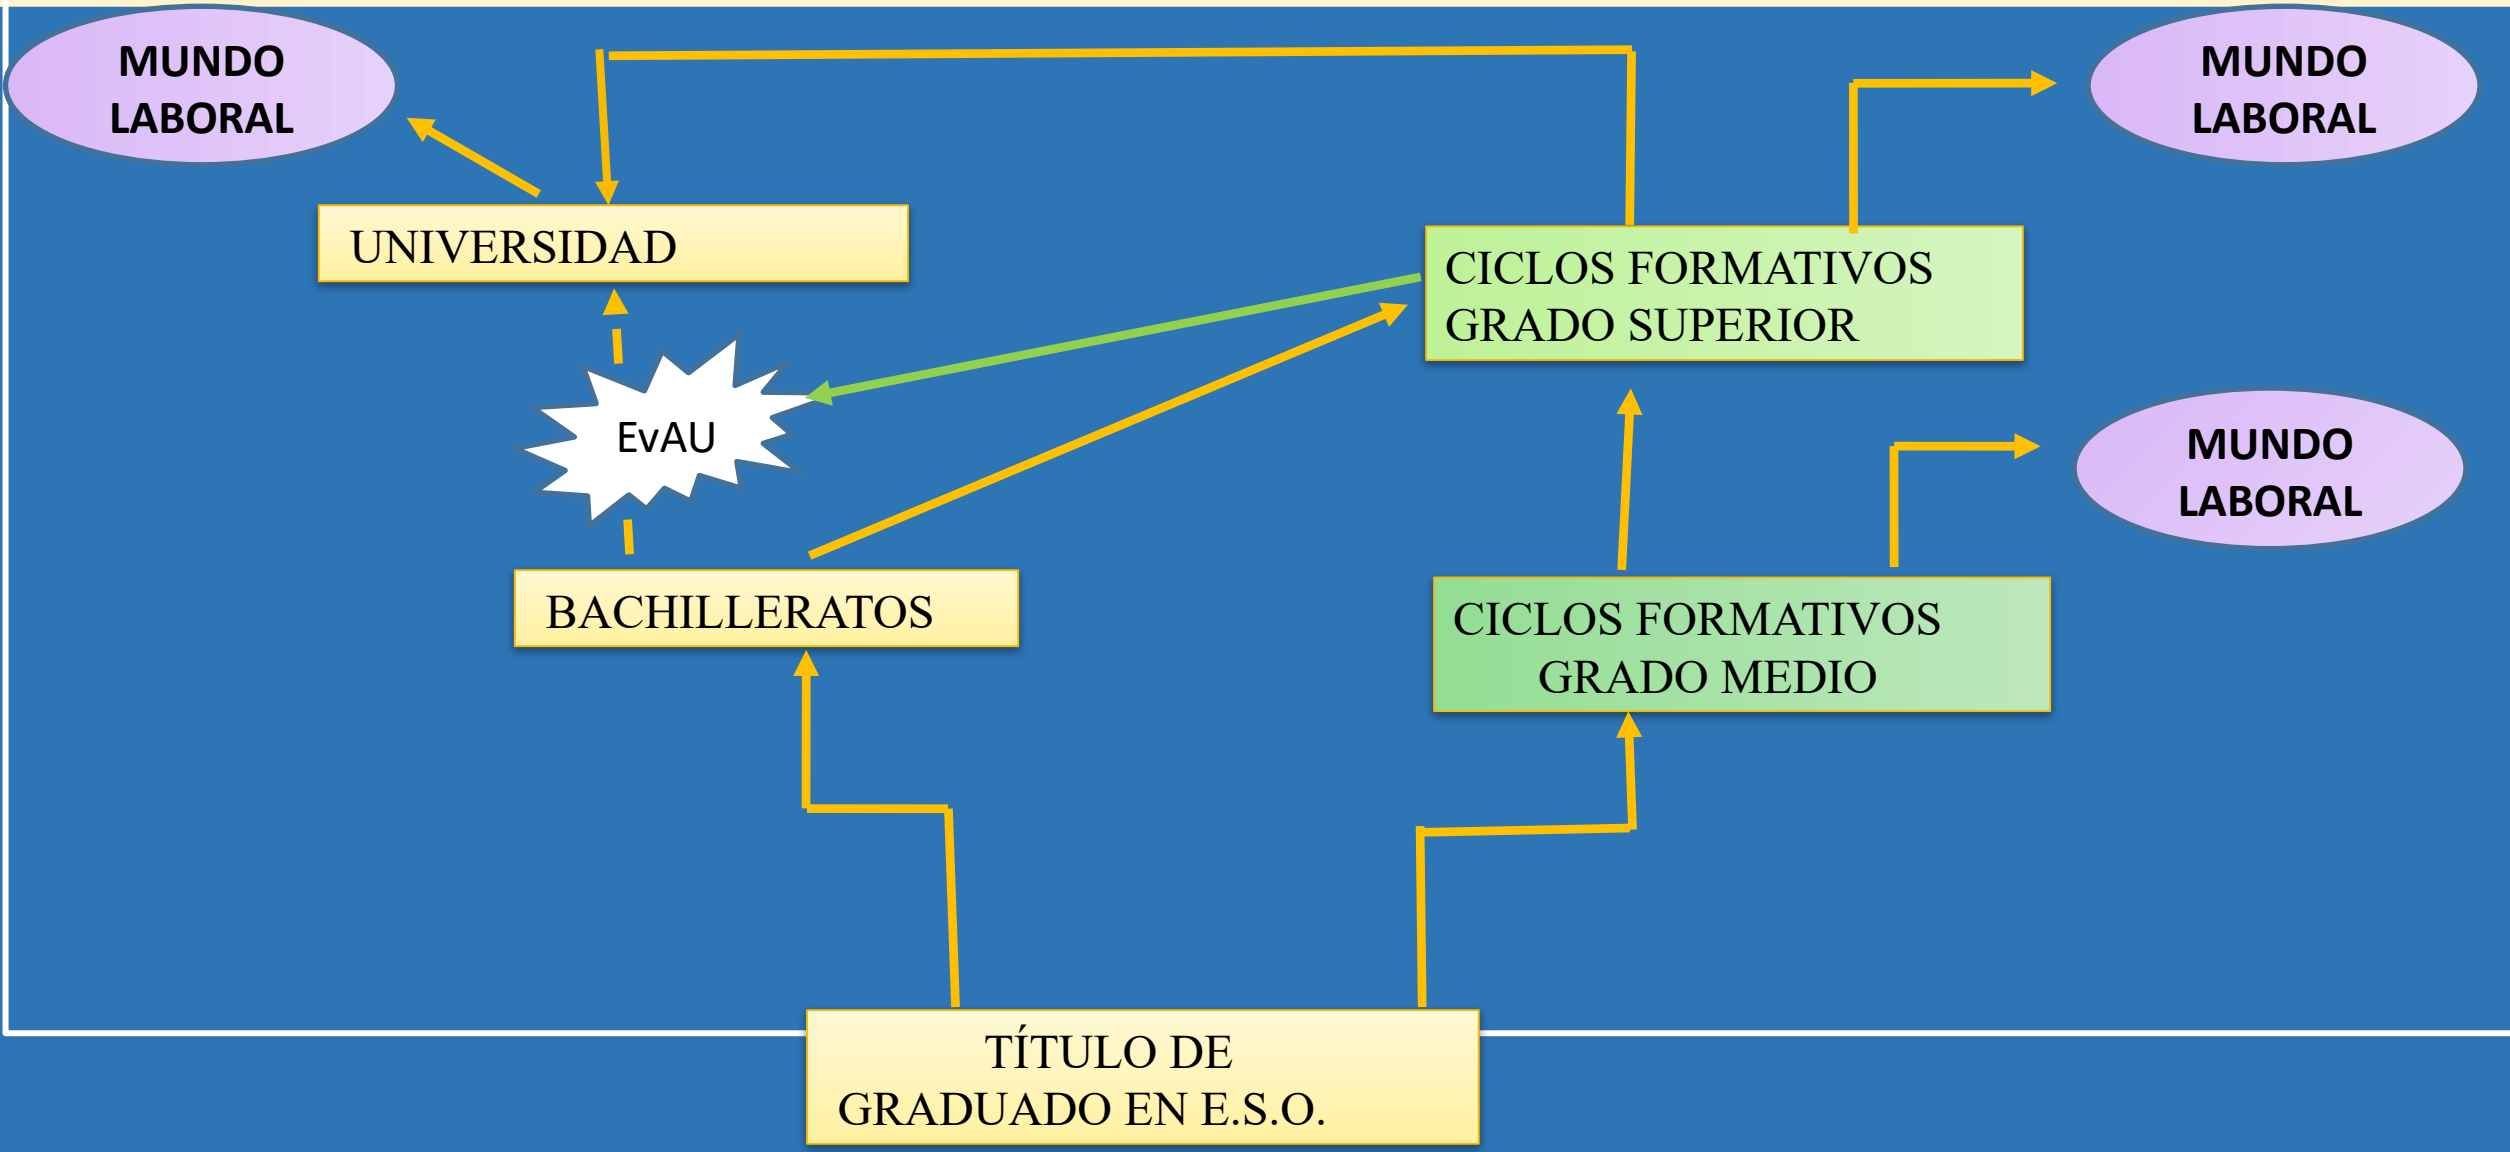 MUNDO
LABORAL
MUNDO
LABORAL
UNIVERSIDAD
CICLOS FORMATIVOS
GRADO SUPERIOR
EvAU
MUNDO
LABORAL
BACHILLERATOS
CICLOS FORMATIVOS
GRADO MEDIO
TÍTULO DE
GRADUADO EN E.S.O.